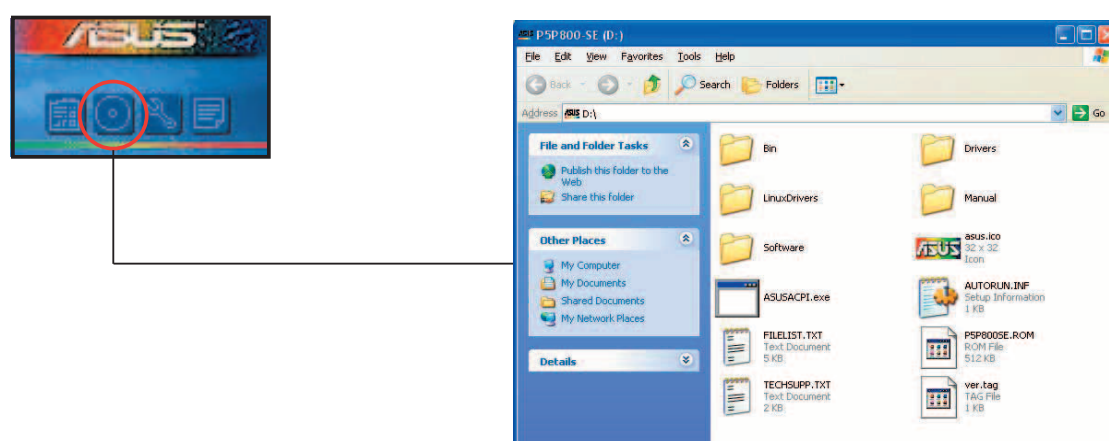 ASUS
P5P800-SE (D:)
File Edit View Favorites Tools Help
Back Search Folders
Address D:\ Go
File and Folder Tasks
Publish this folder to the
Web
Share this folder
Other Places
My Computer
My Documents
Shared Documents
My Network Places
Details
Bin
Drivers
LinuxDrivers
Manual
Software
ASUS
asus.ico
32 x 32
Icon
ASUSACPI.exe
AUTORUN.INF
Setup Information
1 KB
FILELIST.TXT
Text Document
5 KB
P5P800SE.ROM
ROM File
512 KB
TECHSUPP.TXT
Text Document
2 KB
ver.tag
TAG File
1 KB